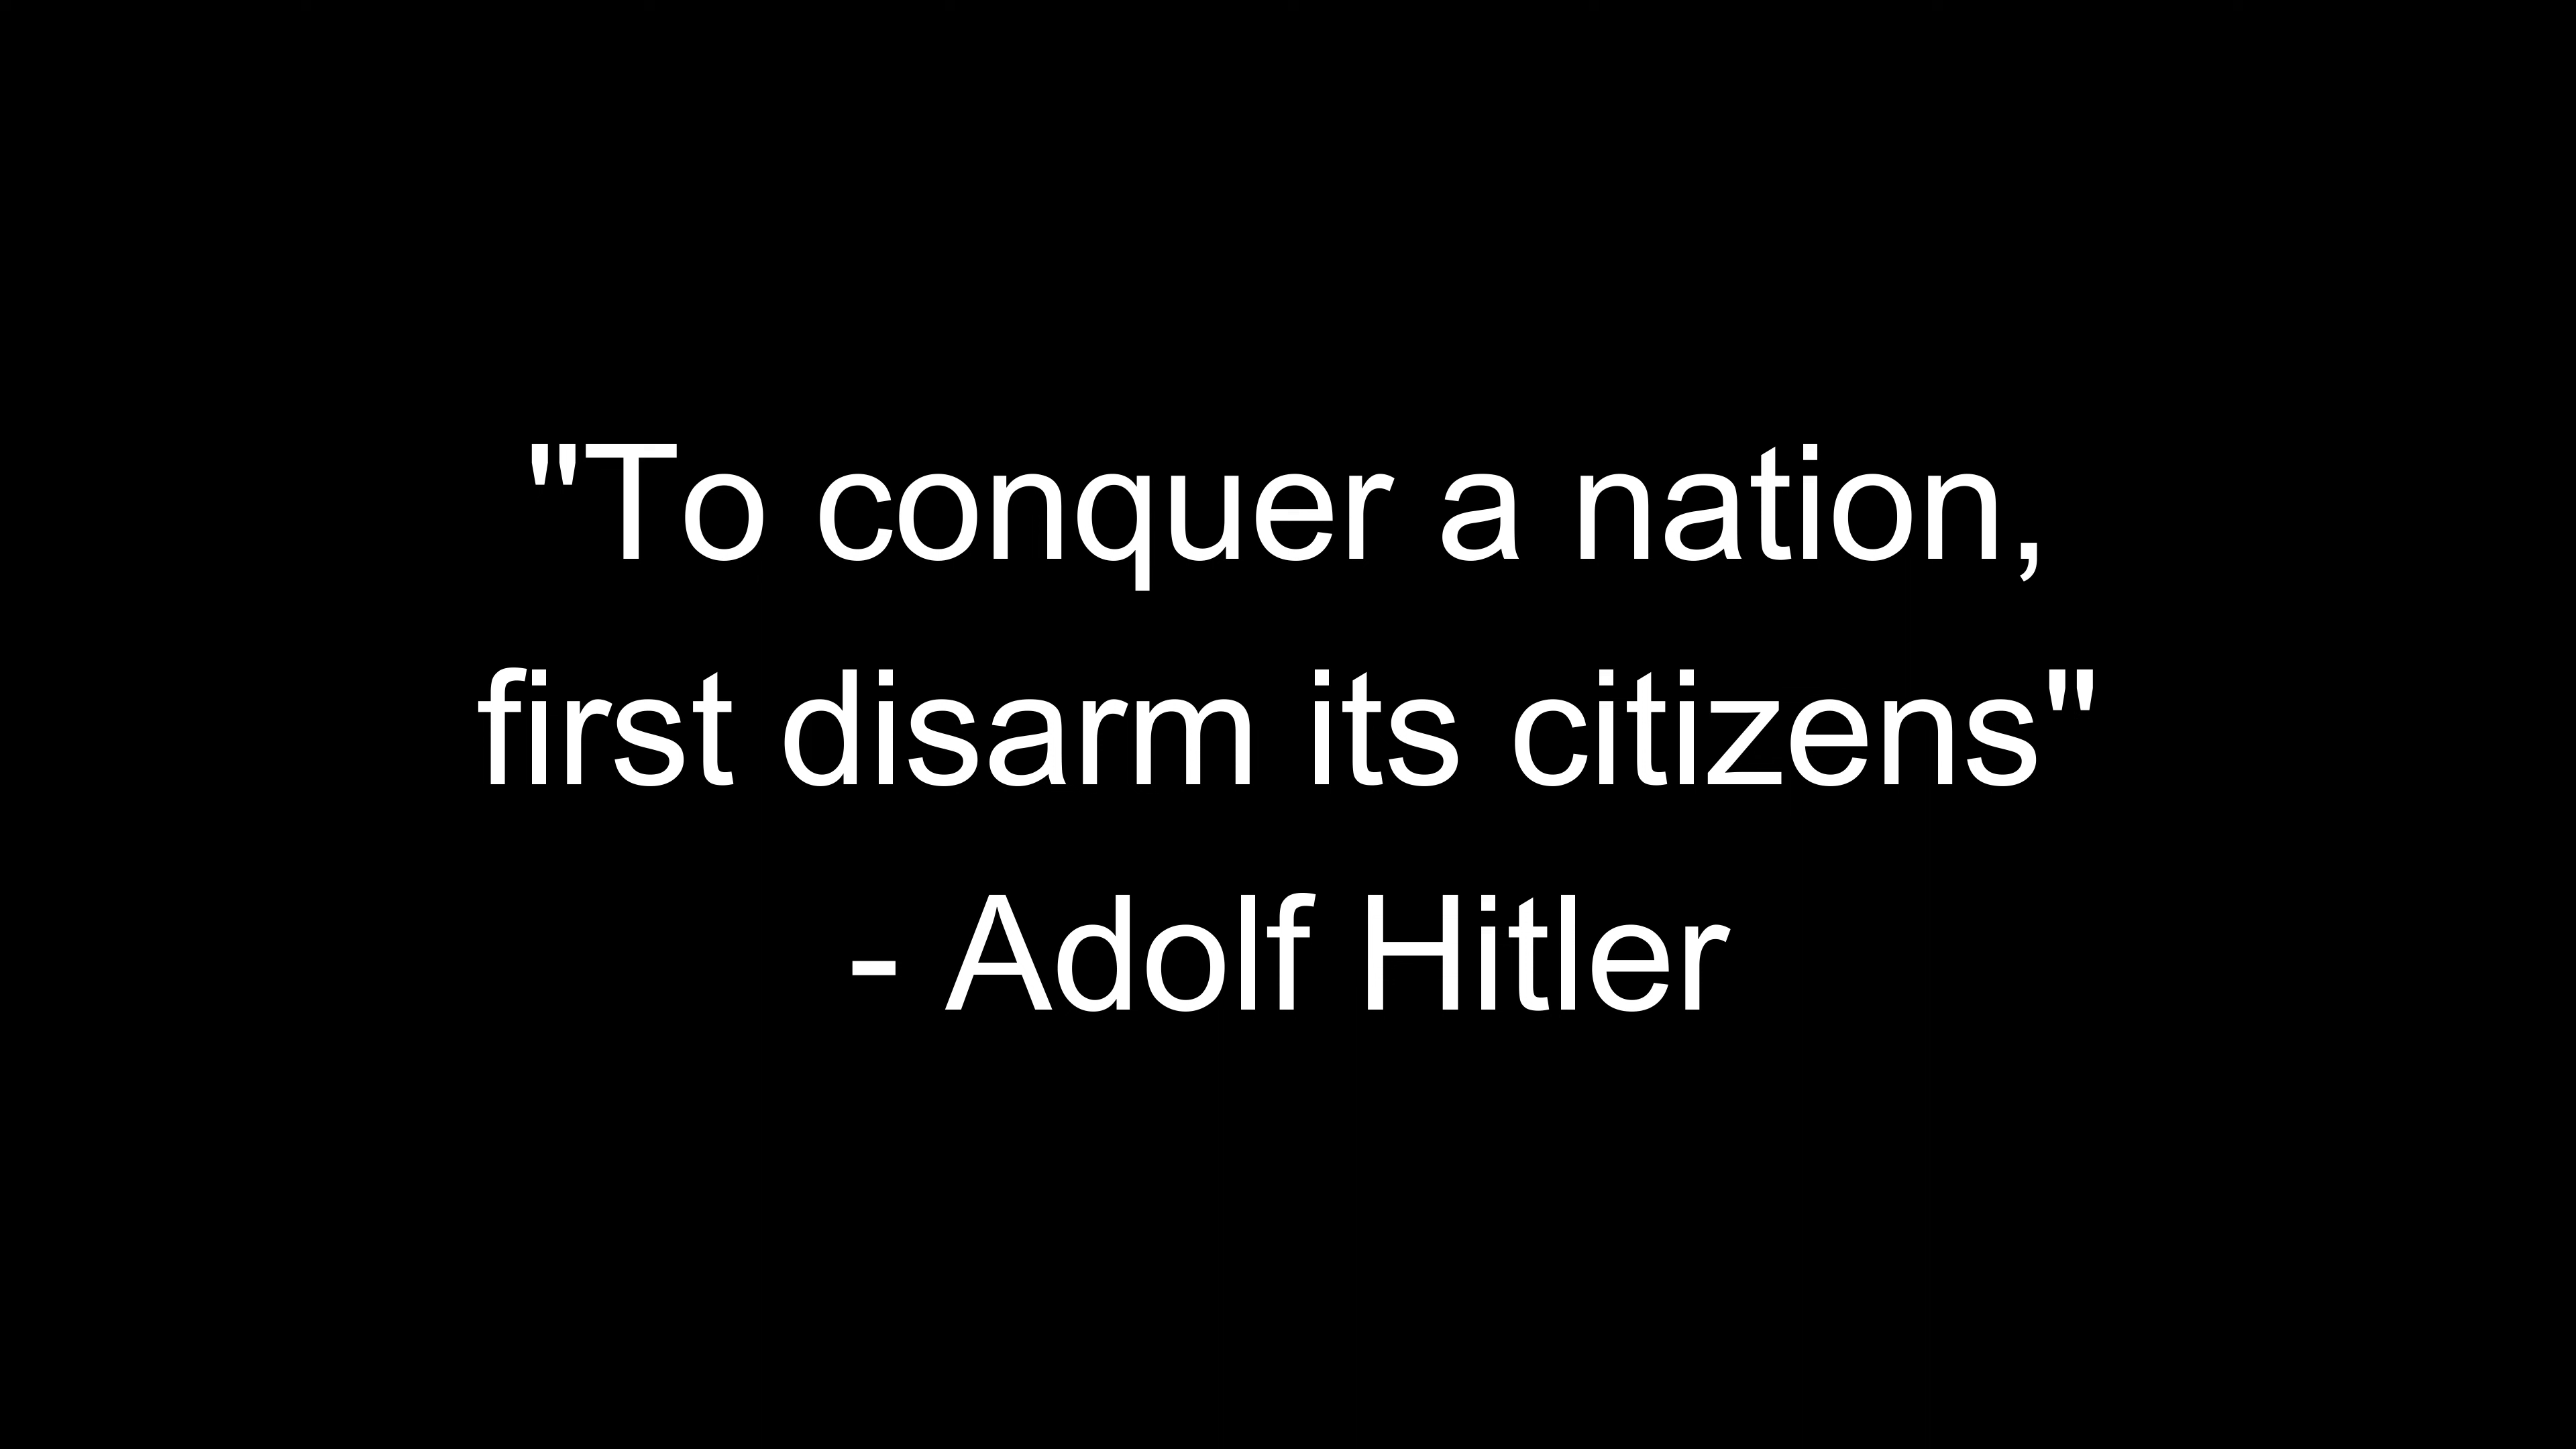 "To conquer a nation,
first disarm its citizens"
- Adolf Hitler